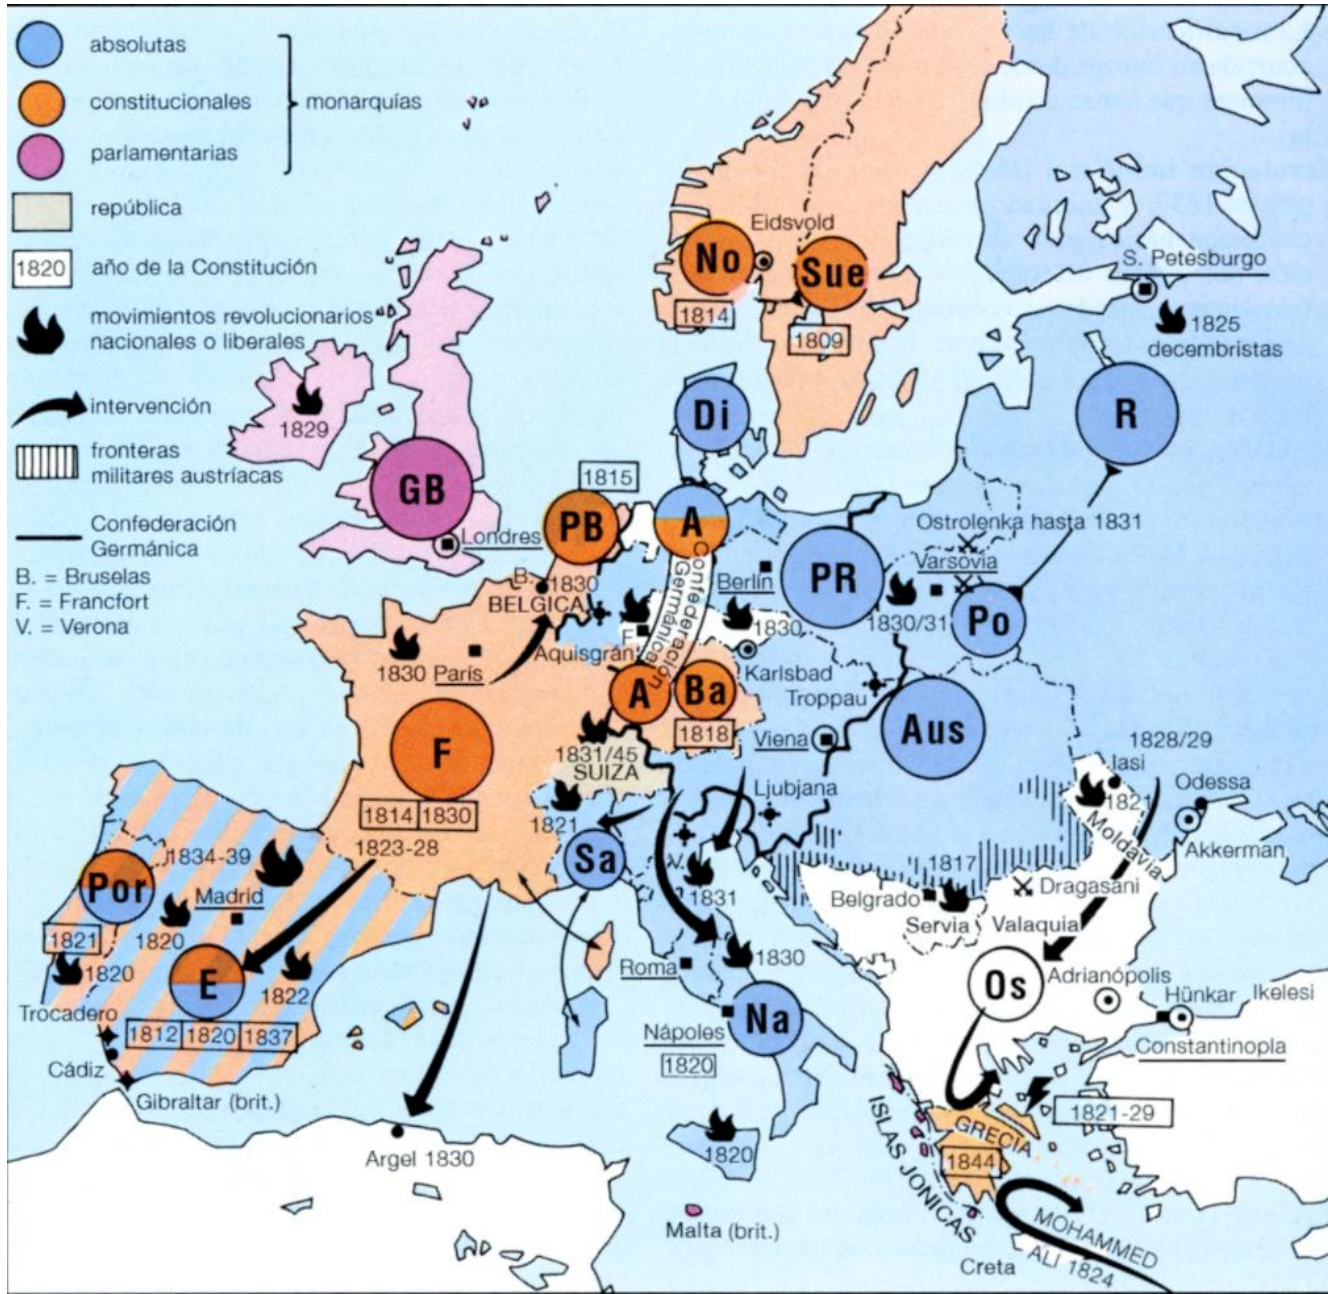 absolutas
constitucionales
monarquías
parlamentarias
república
1820
año de la Constitución
movimientos revolucionarios
nacionales o liberales
intervención
fronteras
militares austríacas
Confederación
Germánica
B. = Bruselas
F. = Francfort
V. = Verona
No
Eidsvold
Sue
1814
1809
S. Petesburgo
1825
decembristas
R
1829
Di
GB
Londres
1815
PB
A
Confederación
Germánica
Berlín
PR
Ostrolenka hasta 1831
Varsovia
Po
1830/31
B.
1830
BELGICA
F
Aquisgrán
1830
Karlsbad
Troppau
1830
París
F
1814
1830
1823-28
A
Ba
1818
Viena
Aus
1831/45
SUIZA
1821
Sa
Ljubjana
V.
1831
1828/29
Iasi
1821
Moldavia
Odessa
Akkerman
1817
Belgrado
Servia
Dragasani
Valaquia
Os
Adrianópolis
Hünkar
Ikelesi
Constantinopla
1834-39
Por
Madrid
1821
1820
1820
E
1822
1812
1820
1837
Trocadero
Cádiz
Gibraltar (brit.)
Argel 1830
Roma
1830
Nápoles
1820
Na
1820
Malta (brit.)
ISLAS JONICAS
GRECIA
1844
1821-29
MOHAMMED
ALI 1824
Creta